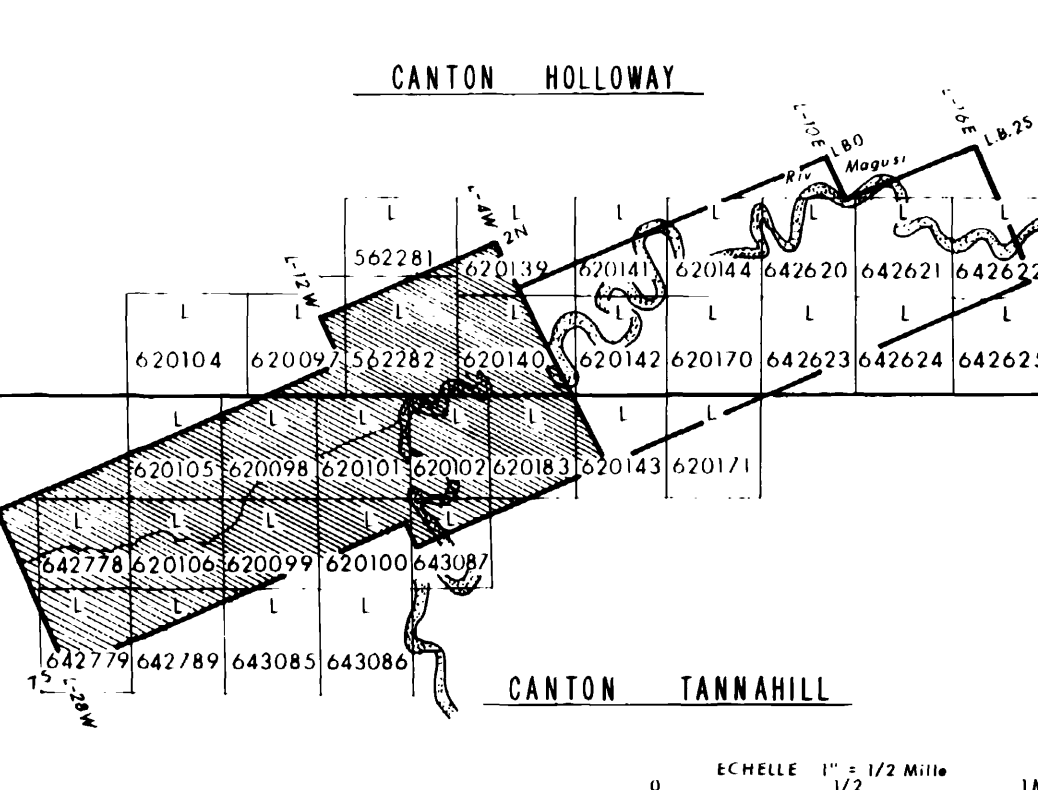 CANTON HOLLOWAY
L-10E
L-16E
LB0
L.B.25
Riv Magusi
L-4W
2N
L L L L L L L
562281 620139 620141 620144 642620 642621 642622
L-12W
L L L L L L L L L L
620104 620097 562282 620140 620142 620170 642623 642624 642625
L L L L L L
620105 620098 620101 620102 620183 620143 620171
L L L L L
642778 620106 620099 620100 643087
L L L L
642779 642789 643085 643086
7S
L-28W
CANTON TANNAHILL
ECHELLE 1" = 1/2 Mille
0 1/2